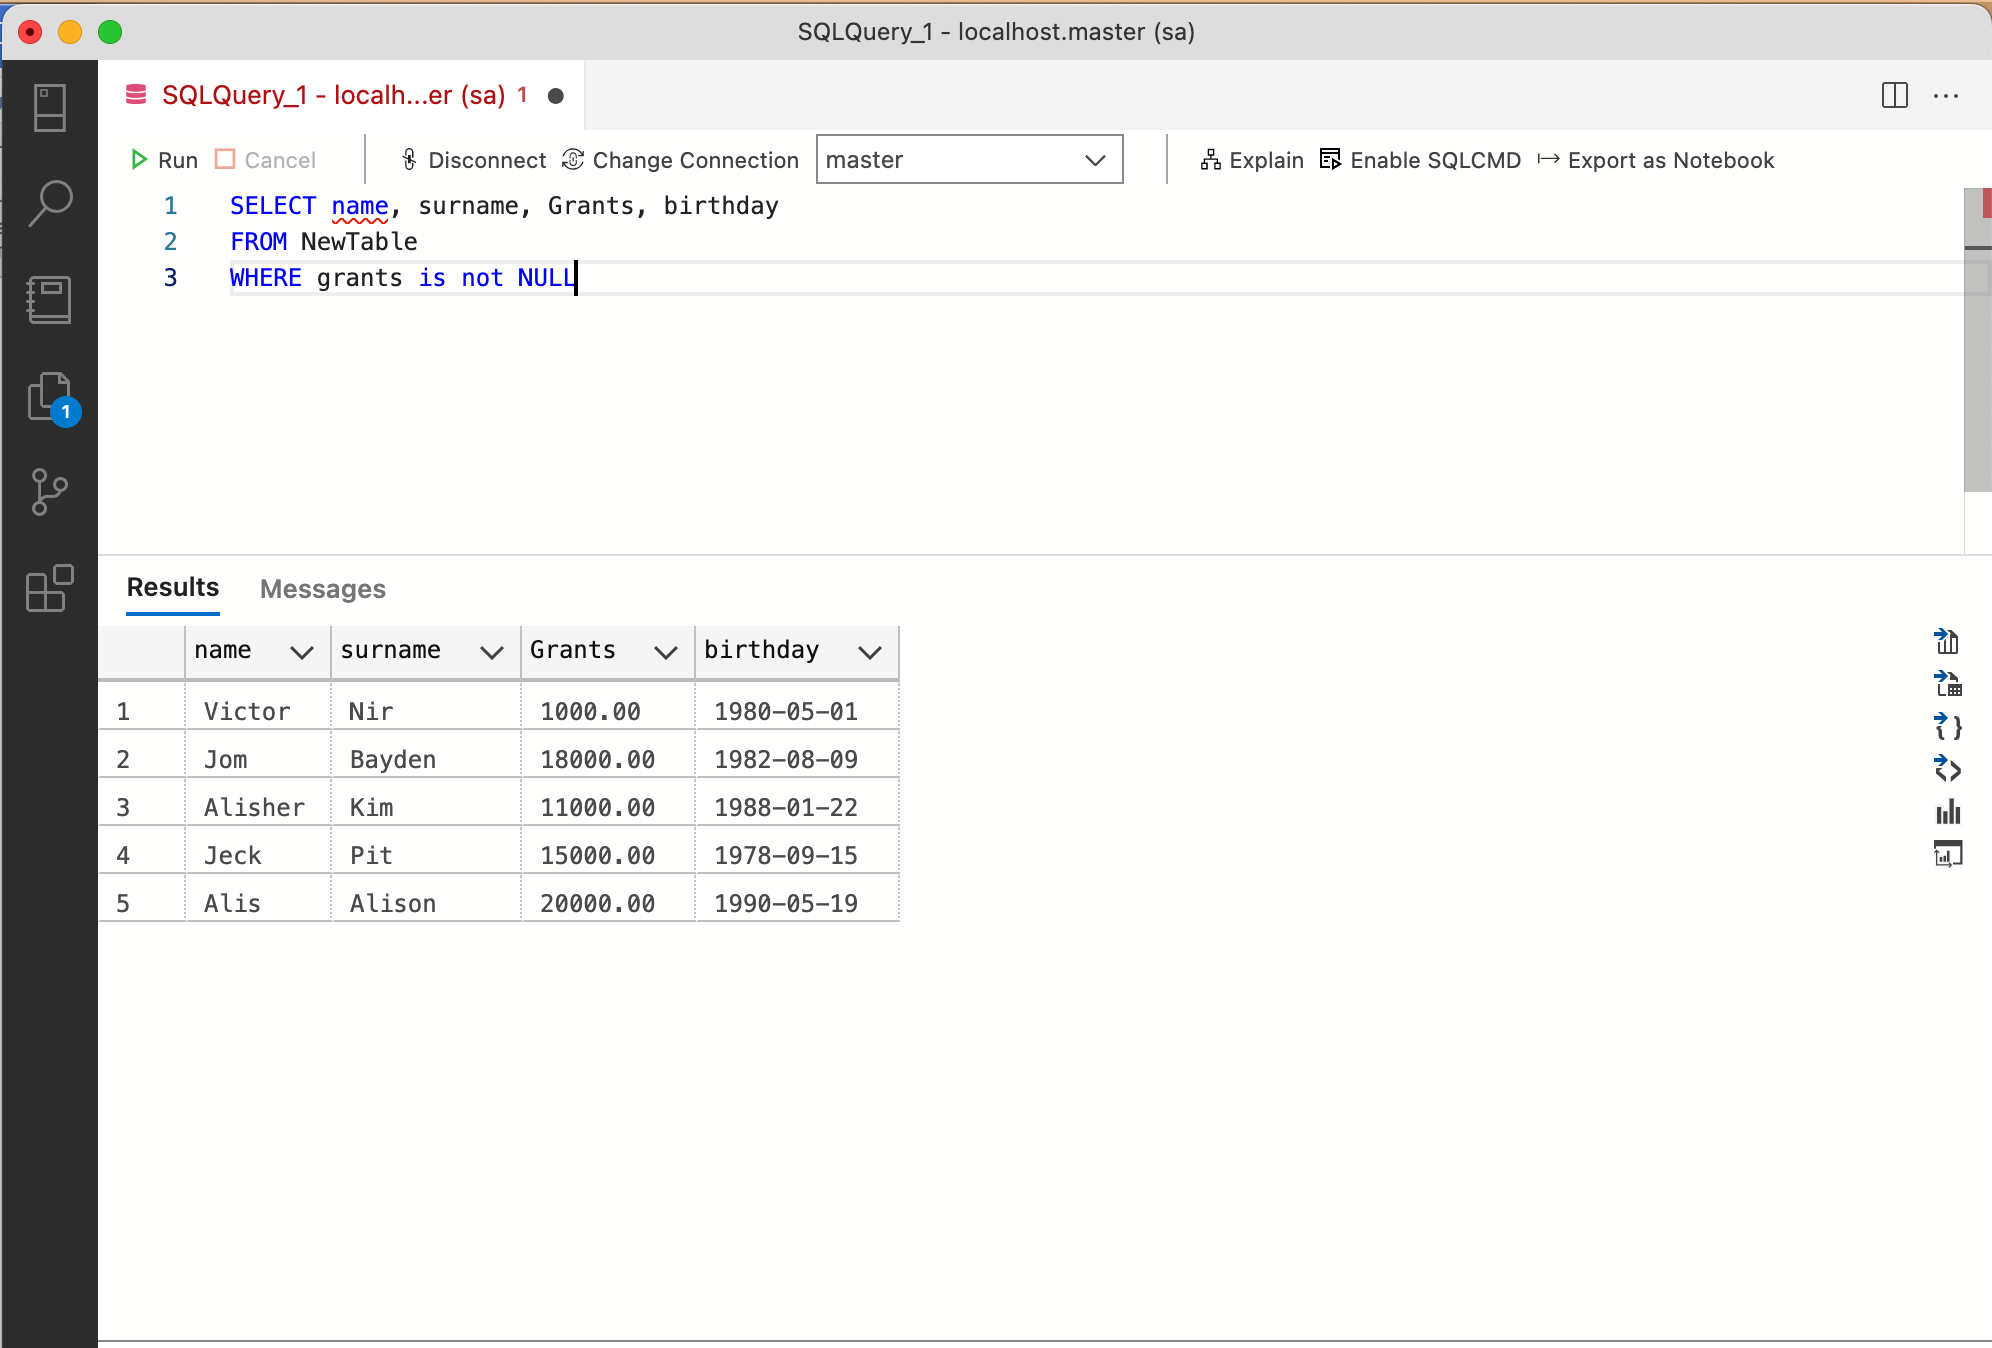 SQLQuery_1 - localhost.master (sa)
SQLQuery_1 - localh...er (sa) 1
Run Cancel Disconnect Change Connection master Explain Enable SQLCMD Export as Notebook
1 SELECT name, surname, Grants, birthday
2 FROM NewTable
3 WHERE grants is not NULL
1
Results Messages
name surname Grants birthday
1 Victor Nir 1000.00 1980-05-01
2 Jom Bayden 18000.00 1982-08-09
3 Alisher Kim 11000.00 1988-01-22
4 Jeck Pit 15000.00 1978-09-15
5 Alis Alison 20000.00 1990-05-19